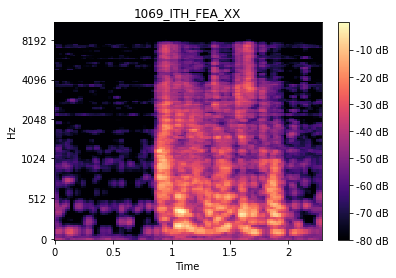 1069_ITH_FEA_XX
8192
4096
2048
1024
512
0
Hz
0
0.5
1
1.5
2
Time
-10 dB
-20 dB
-30 dB
-40 dB
-50 dB
-60 dB
-70 dB
-80 dB